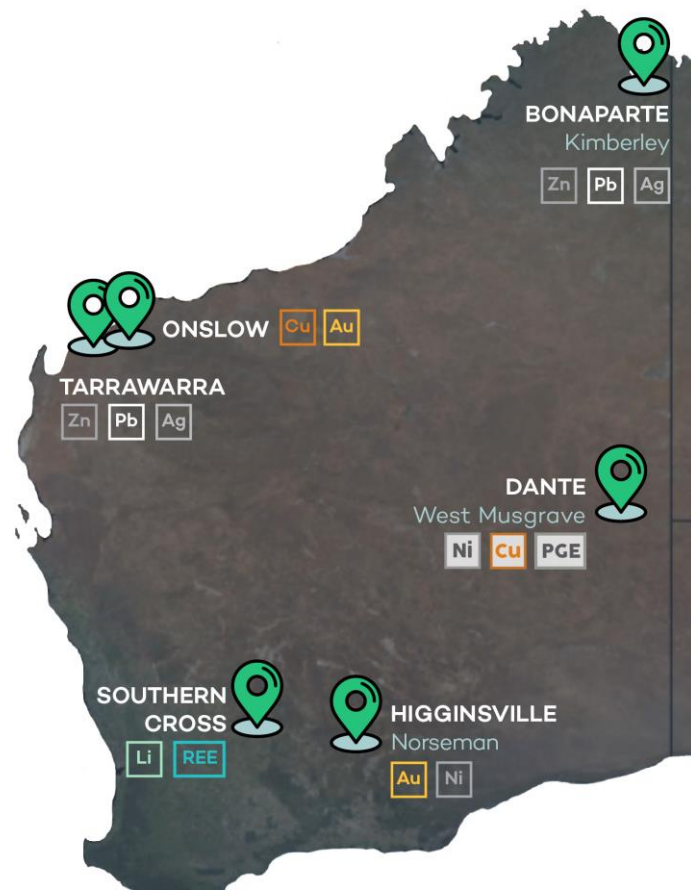 BONAPARTE
Kimberley
Zn Pb Ag
ONSLOW Cu Au
TARRAWARRA
Zn Pb Ag
DANTE
West Musgrave
Ni Cu PGE
SOUTHERN
CROSS
Li REE
HIGGINSVILLE
Norseman
Au Ni